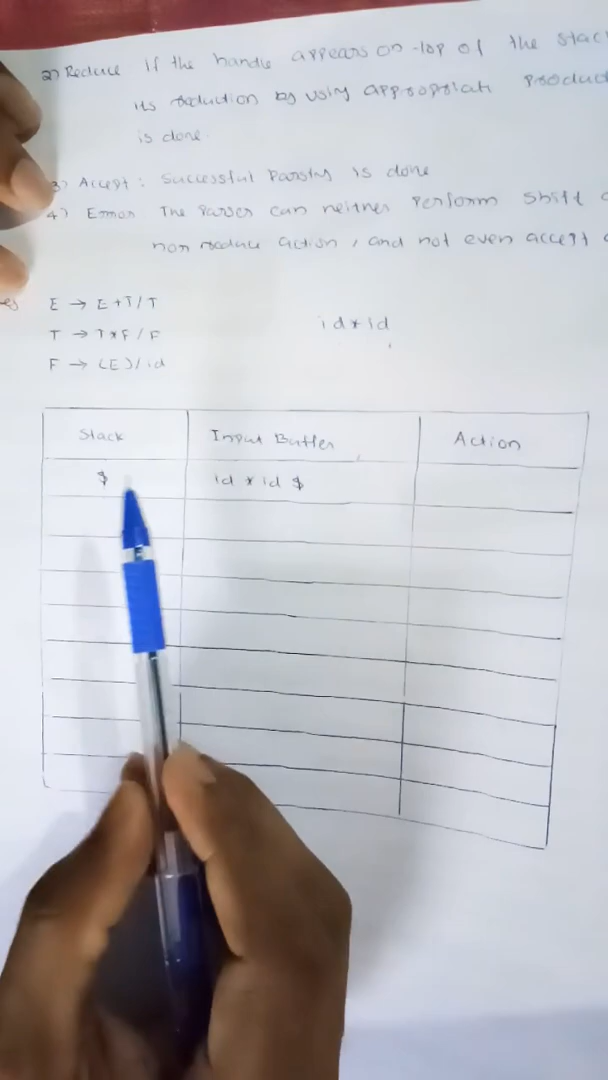 2) Reduce if the handle appears on top of the stac
its reduction by using appropriate produc
is done.
3) Accept: Successful Parsing is done
4) Error The Parser can neither Perform Shift
nor reduce action, and not even accept
E → E+T/T
T → T*F/F
F → (E)/id
id*id
Stack Input Buffer Action
$ id * id $